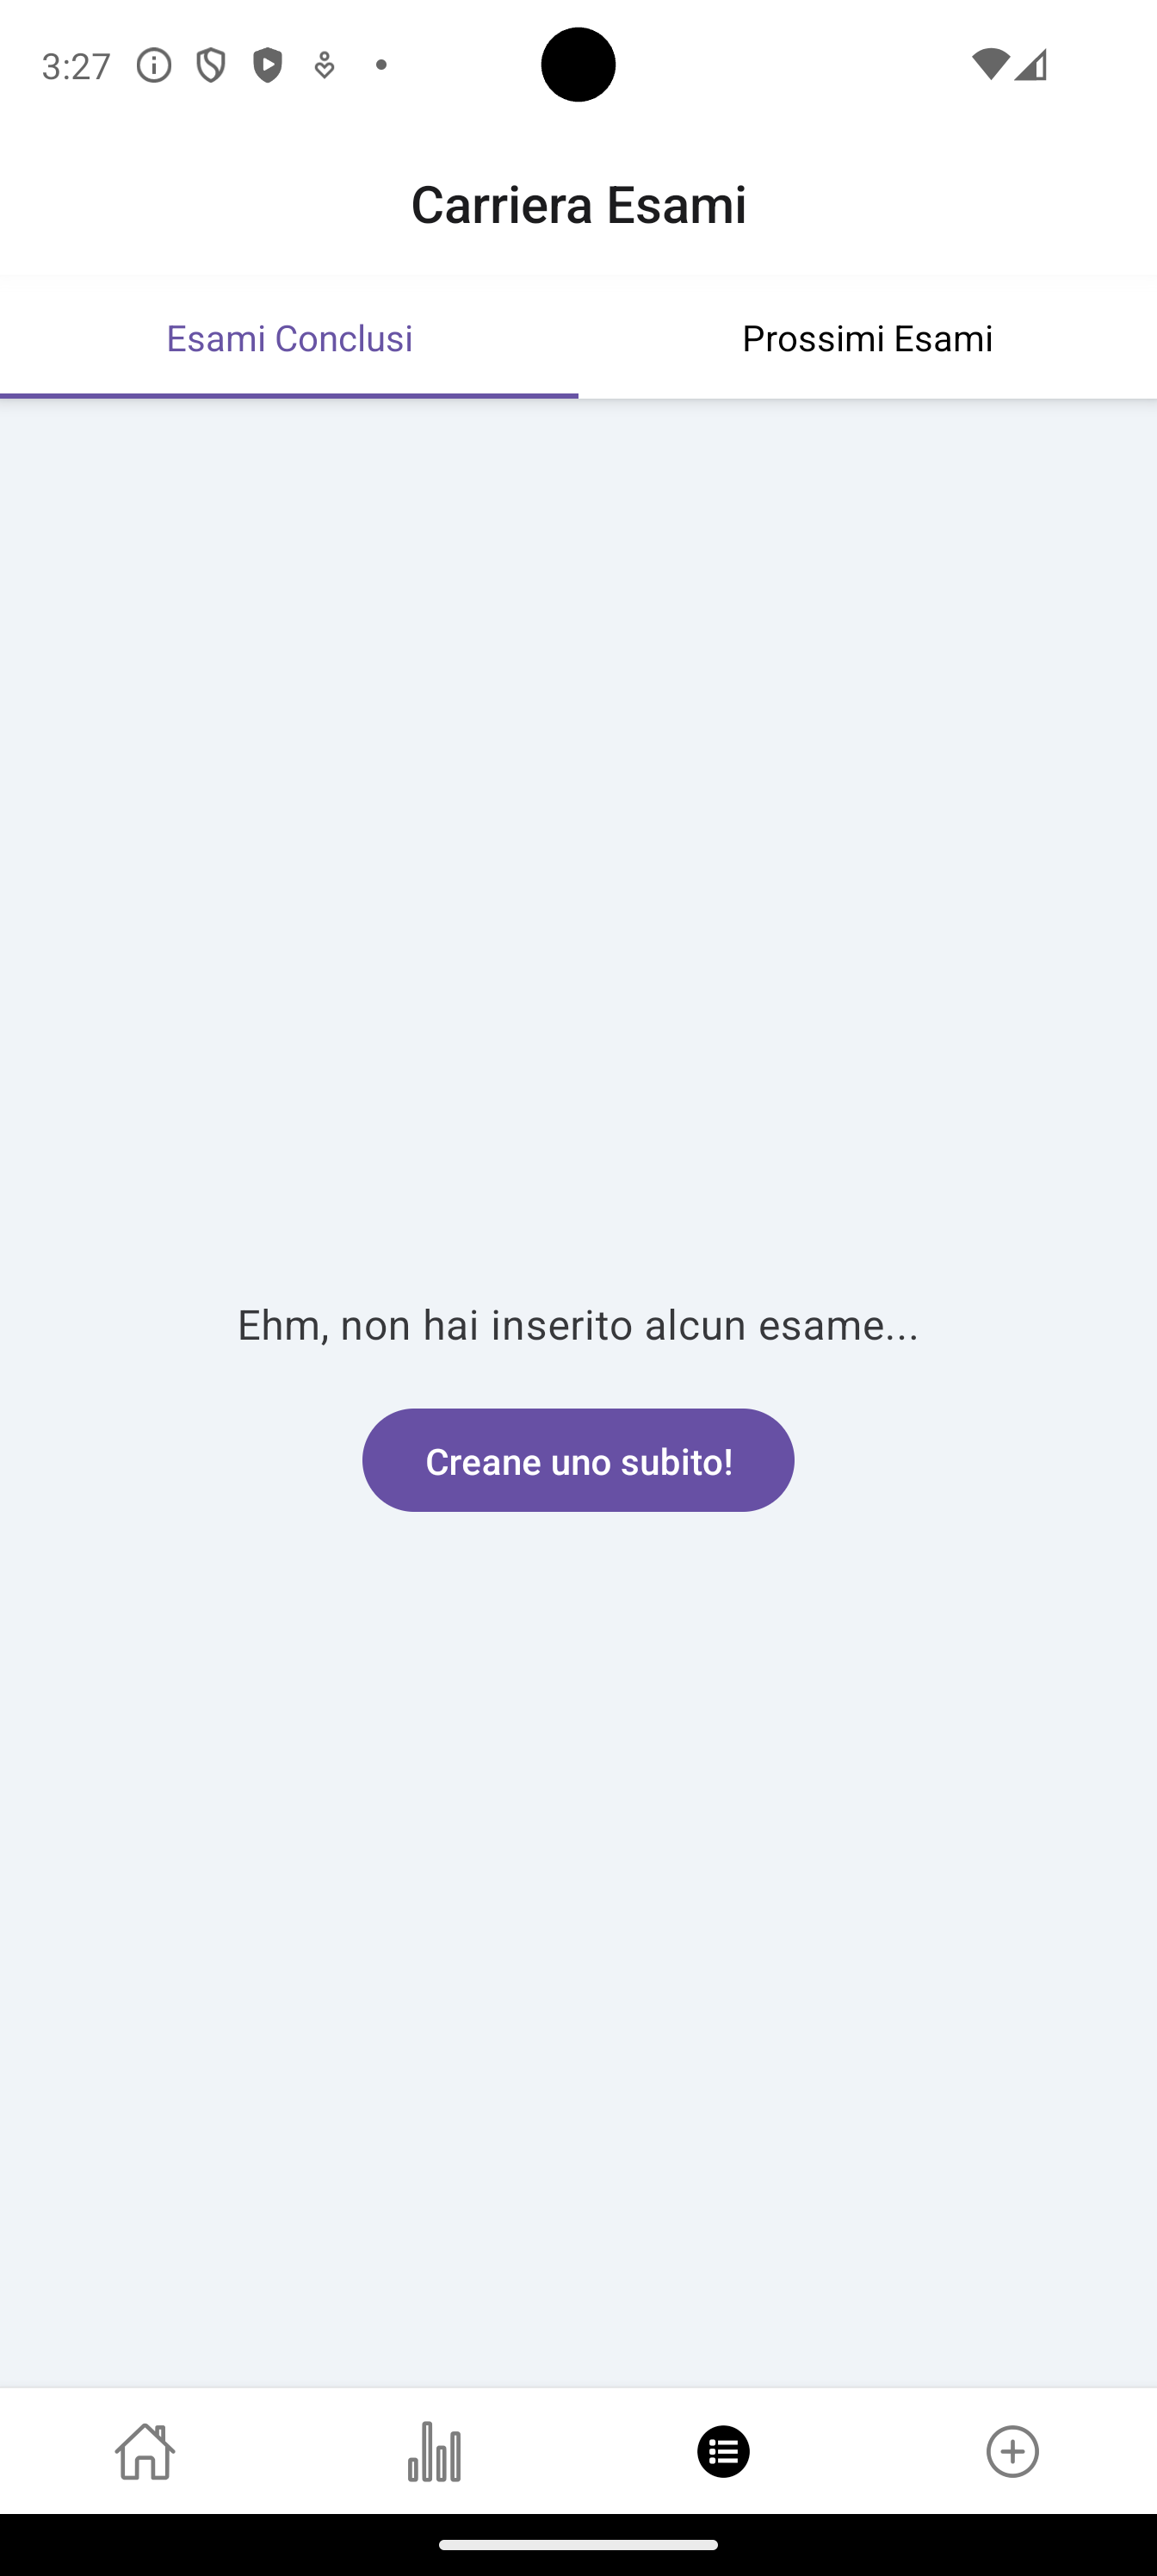 3:27
Carriera Esami
Esami Conclusi
Prossimi Esami
Ehm, non hai inserito alcun esame...
Creane uno subito!